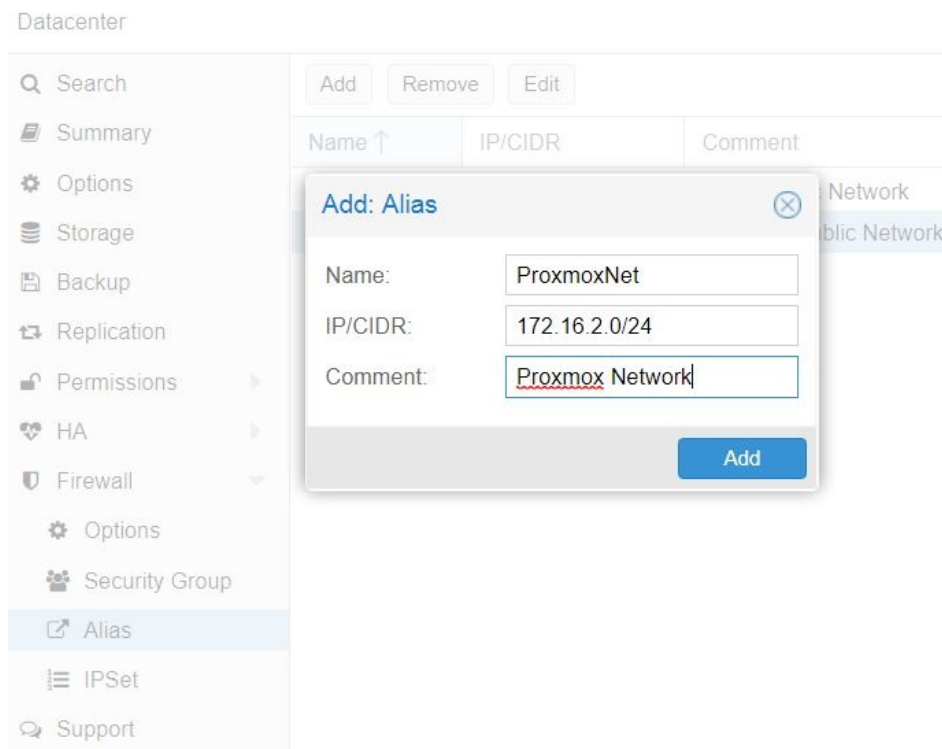 Datacenter
Search
Summary
Options
Storage
Backup
Replication
Permissions
HA
Firewall
Options
Security Group
Alias
IPSet
Support
Add Remove Edit
Name IP/CIDR Comment
Network
Network
Add: Alias
Name: ProxmoxNet
IP/CIDR: 172.16.2.0/24
Comment: Proxmox Network
Add